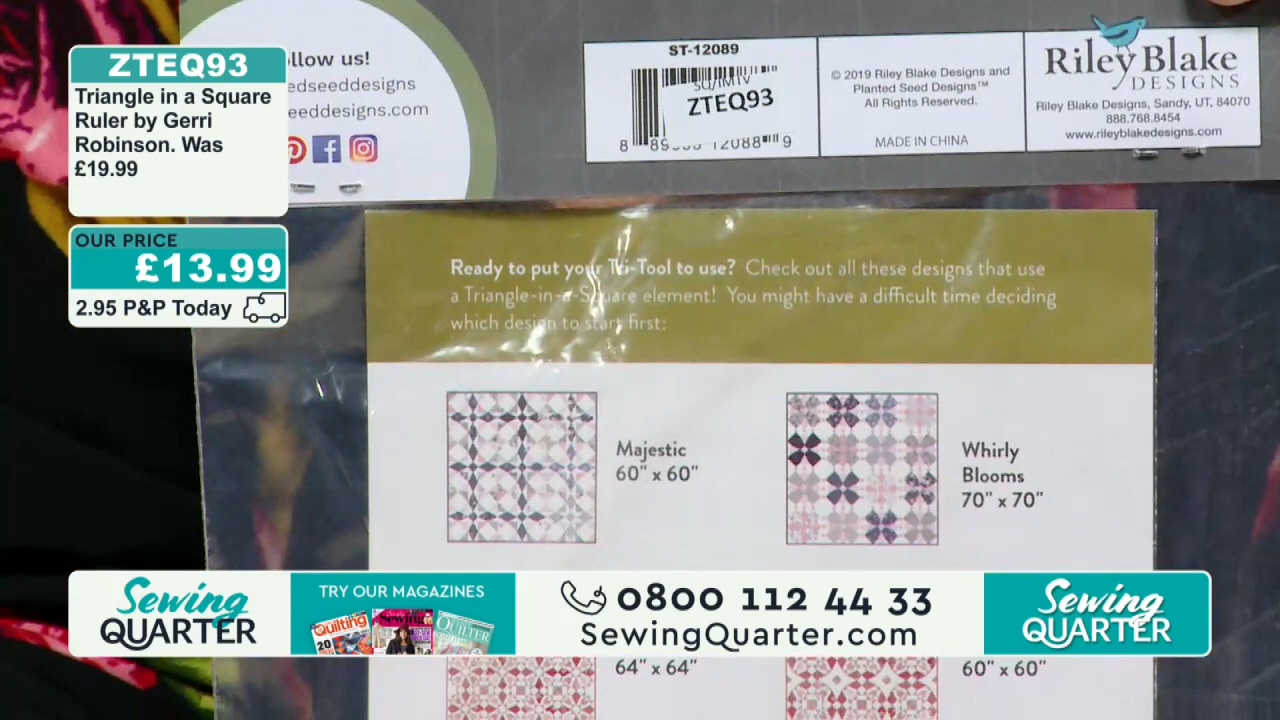 ZTEQ93
Triangle in a Square
Ruler by Gerri
Robinson. Was
£19.99
OUR PRICE
£13.99
2.95 P&P Today
ollow us!
edseeddesigns
eeddesigns.com
ST-12089
ZTEQ93
© 2019 Riley Blake Designs and
Planted Seed Designs™
All Rights Reserved.
MADE IN CHINA
Riley Blake
DESIGNS
Riley Blake Designs, Sandy, UT, 84070
888.768.8454
www.rileyblakedesigns.com
Ready to put your Tri-Tool to use? Check out all these designs that use
a Triangle-in-a-Square element! You might have a difficult time deciding
which design to start first:
Majestic
60" x 60"
Whirly
Blooms
70" x 70"
Sewing
QUARTER
TRY OUR MAGAZINES
Quilting
20
Sewing
QUILTER
0800 112 44 33
SewingQuarter.com
Sewing
QUARTER
64" x 64"
60" x 60"